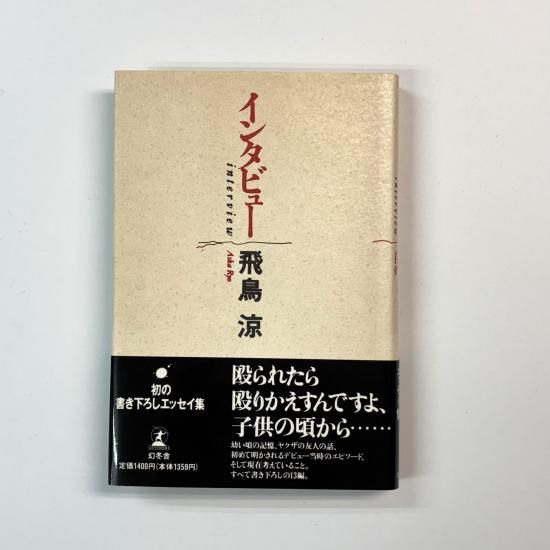 インタビュー
interview
飛鳥 涼
Aska Ryo
interview
Aska Ryo
初の
書き下ろしエッセイ集
幻冬舎
定価1400円(本体1359円)
殴られたら
殴りかえすんですよ、
子供の頃から……
幼い頃の記憶、ヤクザの友人の話、
初めて明かされるデビュー当時のエピソード、
そして現在考えていること。
すべて書き下ろしの13編。